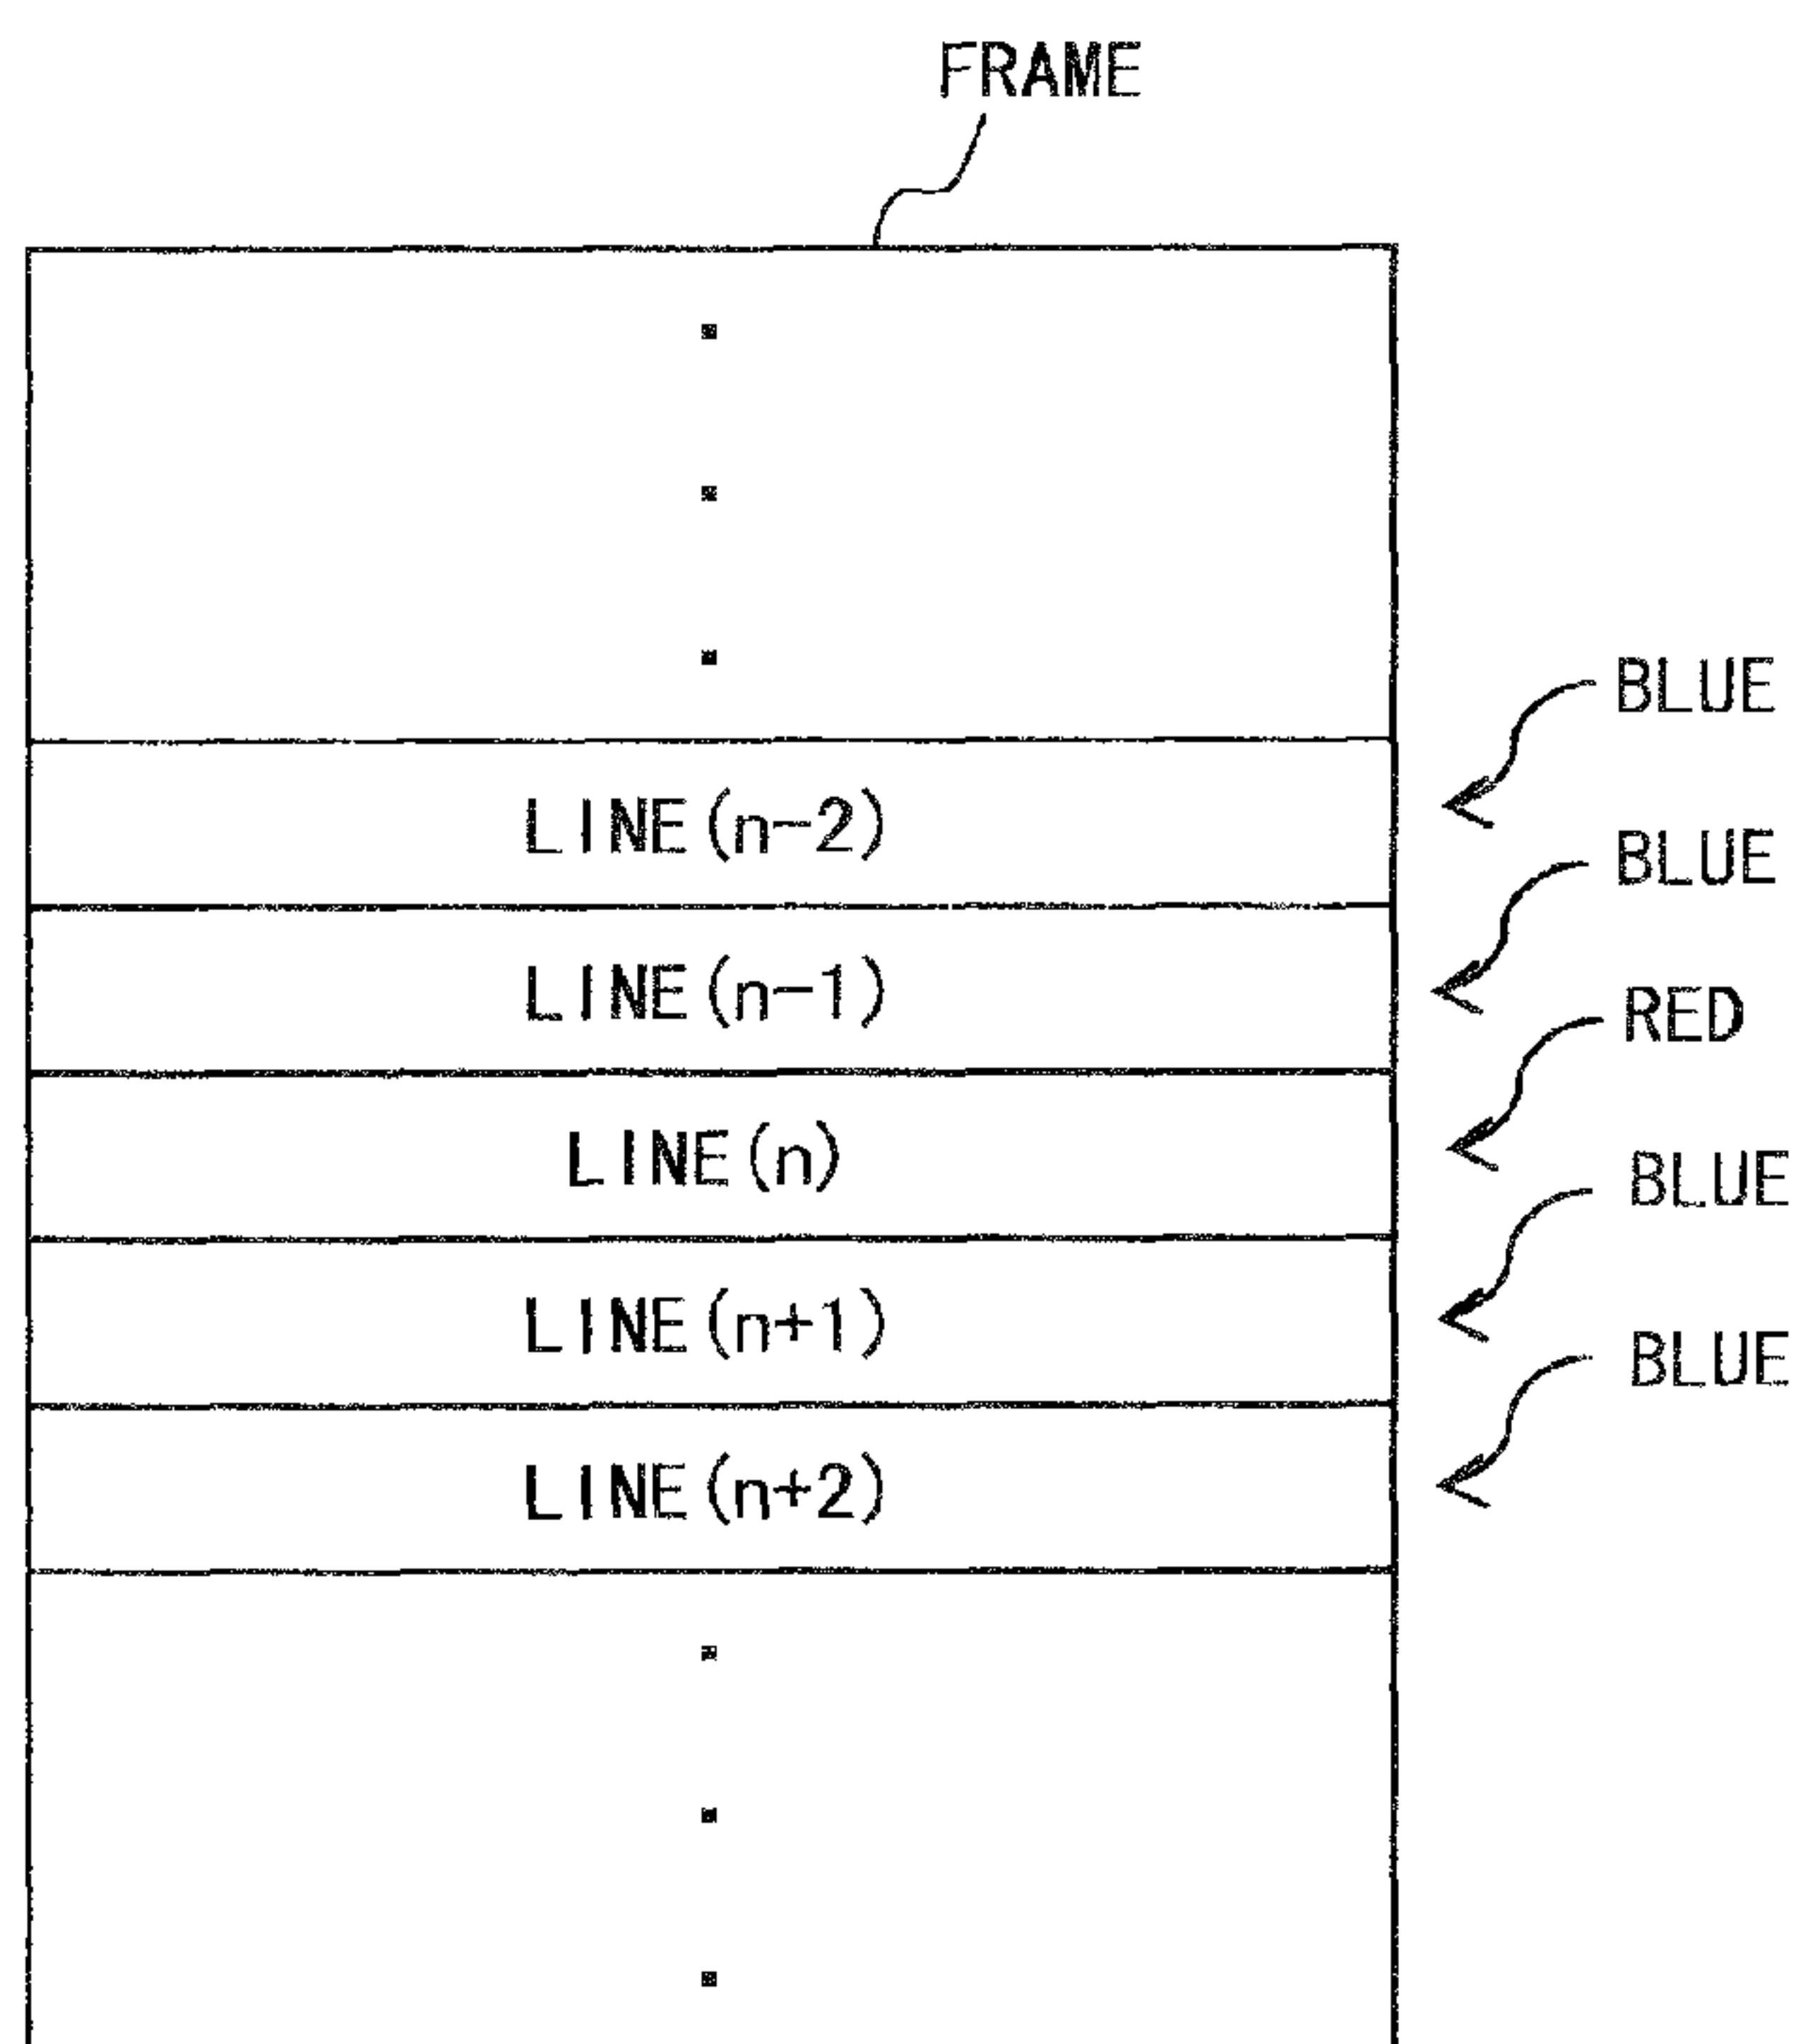 FRAME
BLUE
LINE(n-2)
BLUE
LINE(n-1)
RED
LINE(n)
BLUE
LINE(n+1)
BLUE
LINE(n+2)